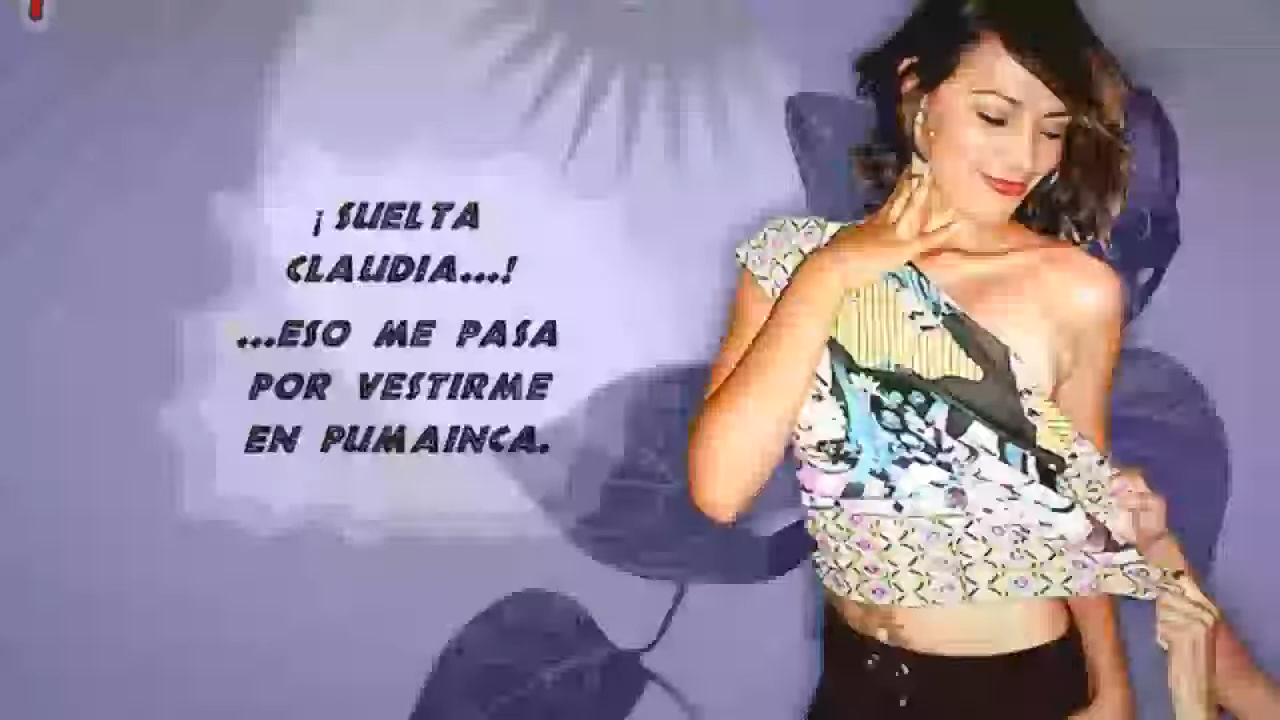 ¡ SUELTA
CLAUDIA...!
...ESO ME PASA
POR VESTIRME
EN PUMAINCA.